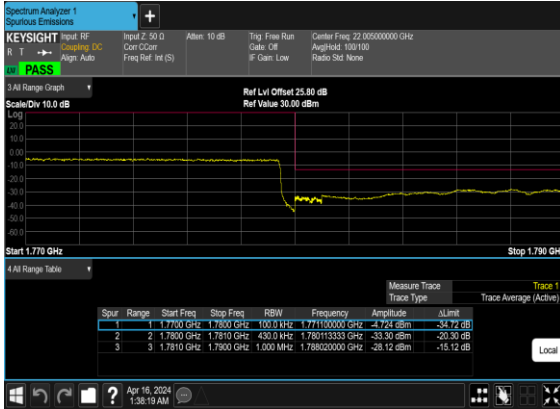 Spectrum Analyzer 1
Spurious Emissions
+
KEYSIGHT Input: RF Input Z: 50 Ω Atten: 10 dB Trig: Free Run Center Freq: 22.005000000 GHz
R T Coupling: DC Corr CCorr Gate: Off Avg|Hold: 100/100
Align: Auto Freq Ref: Int (S) IF Gain: Low Radio Std: None
PASS
3 All Range Graph
Ref Lvl Offset 25.80 dB
Scale/Div 10.0 dB Ref Value 30.00 dBm
Log
20.0
10.0
0.00
-10.0
-20.0
-30.0
-40.0
-50.0
-60.0
Start 1.770 GHz Stop 1.790 GH
4 All Range Table
Measure Trace Trace 1
Trace Type Trace Average (Active)
Spur Range Start Freq Stop Freq RBW Frequency Amplitude ΔLimit
1 1 1.7700 GHz 1.7800 GHz 100.0 kHz 1.771100000 GHz -4.724 dBm -34.72 dB
2 2 1.7800 GHz 1.7810 GHz 430.0 kHz 1.780113333 GHz -33.30 dBm -20.30 dB
3 3 1.7810 GHz 1.7900 GHz 1.000 MHz 1.788020000 GHz -28.12 dBm -15.12 dB
Local
? Apr 16, 2024
1:38:19 AM